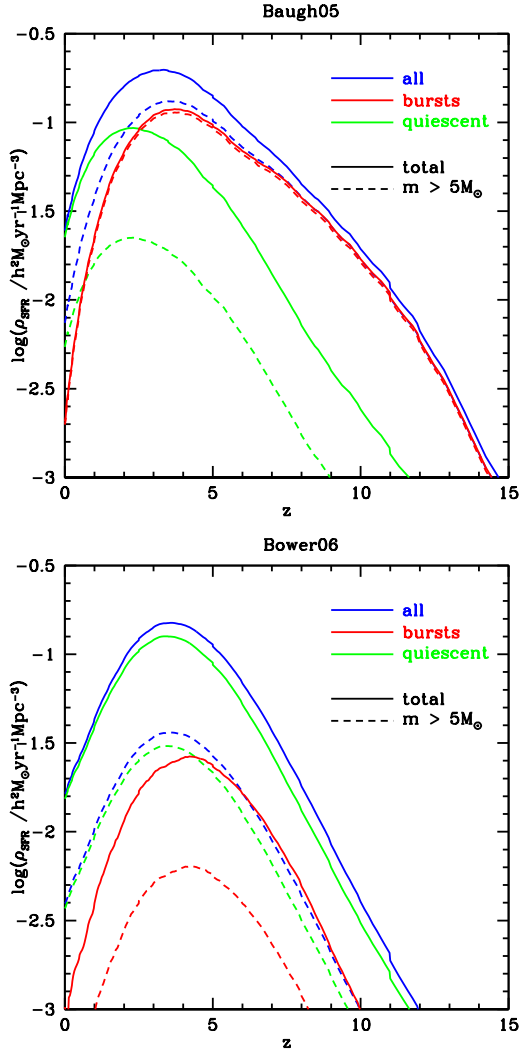 Baugh05
-0.5
-1
-1.5
-2
-2.5
-3
log(ρSFR /h²M⊙yr⁻¹Mpc⁻³)
all
bursts
quiescent
total
m > 5M⊙
0 5 10 15
z
Bower06
-0.5
-1
-1.5
-2
-2.5
-3
log(ρSFR /h²M⊙yr⁻¹Mpc⁻³)
all
bursts
quiescent
total
m > 5M⊙
0 5 10 15
z